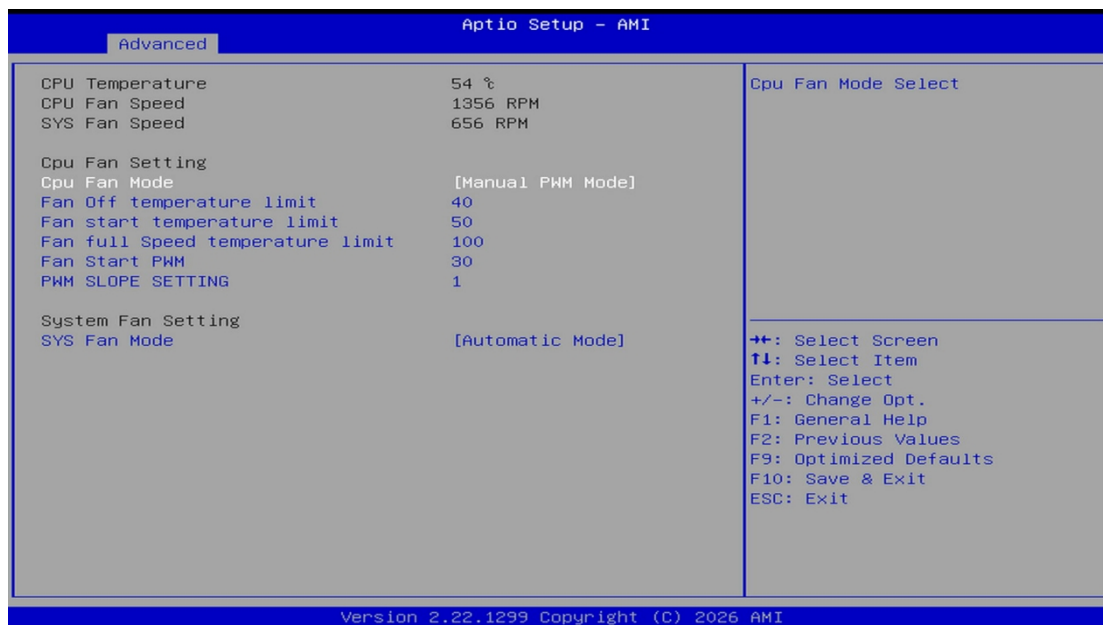 Aptio Setup – AMI
Advanced
CPU Temperature 54 ℃
CPU Fan Speed 1356 RPM
SYS Fan Speed 656 RPM
Cpu Fan Setting
Cpu Fan Mode [Manual PWM Mode]
Fan Off temperature limit 40
Fan start temperature limit 50
Fan full Speed temperature limit 100
Fan Start PWM 30
PWM SLOPE SETTING 1
System Fan Setting
SYS Fan Mode [Automatic Mode]
Cpu Fan Mode Select
→←: Select Screen
↑↓: Select Item
Enter: Select
+/-: Change Opt.
F1: General Help
F2: Previous Values
F9: Optimized Defaults
F10: Save & Exit
ESC: Exit
Version 2.22.1299 Copyright (C) 2026 AMI